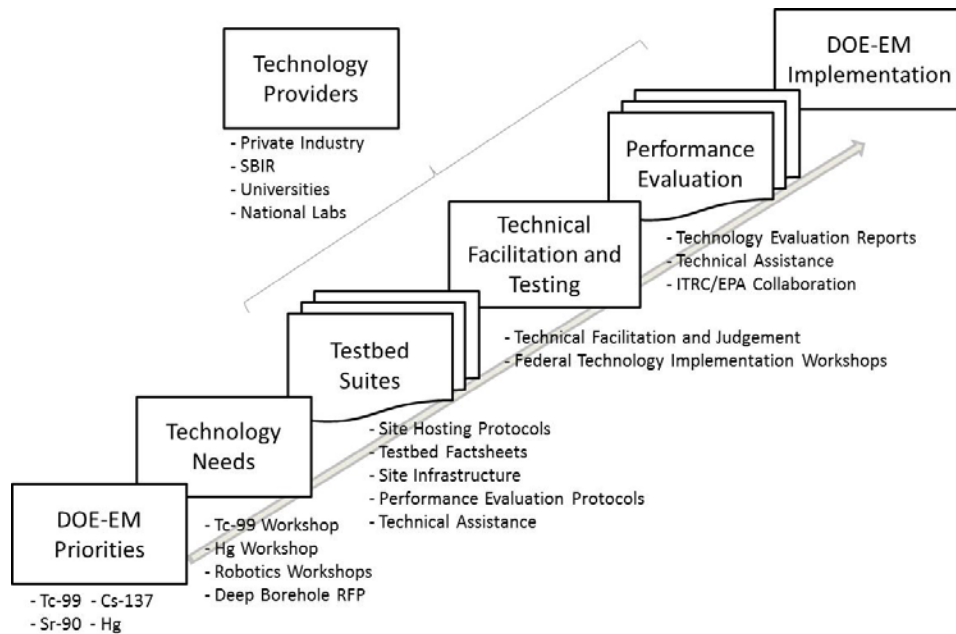 DOE-EM
Implementation
Technology
Providers
- Private Industry
- SBIR
- Universities
- National Labs
Performance
Evaluation
- Technology Evaluation Reports
- Technical Assistance
- ITRC/EPA Collaboration
Technical
Facilitation and
Testing
- Technical Facilitation and Judgement
- Federal Technology Implementation Workshops
Testbed
Suites
- Site Hosting Protocols
- Testbed Factsheets
- Site Infrastructure
- Performance Evaluation Protocols
- Technical Assistance
Technology
Needs
- Tc-99 Workshop
- Hg Workshop
- Robotics Workshops
- Deep Borehole RFP
DOE-EM
Priorities
- Tc-99 - Cs-137
- Sr-90 - Hg